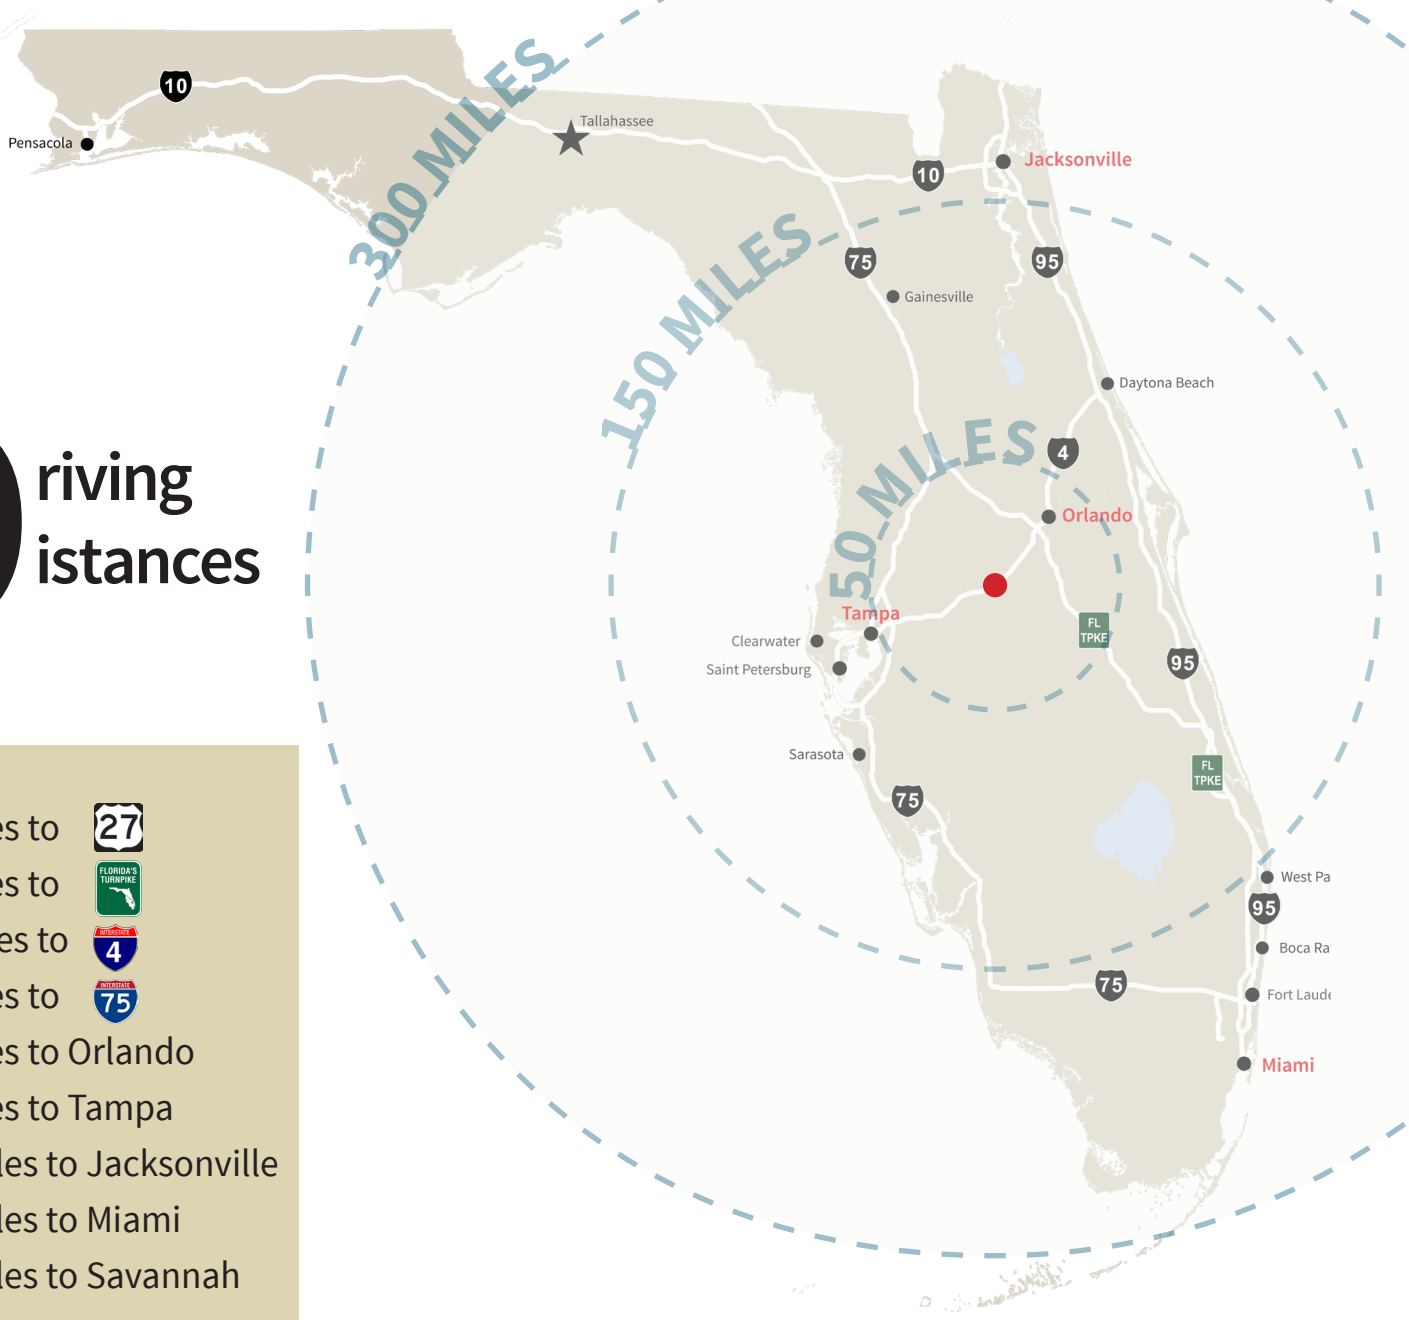 10
Pensacola
300 MILES
Tallahassee
10
Jacksonville
150 MILES
75
95
Gainesville
Daytona Beach
50 MILES
4
Orlando
riving
istances
Tampa
FL
TPKE
Clearwater
Saint Petersburg
95
Sarasota
FL
TPKE
75
West Pa
95
Boca Ra
75
Fort Laude
Miami
es to 27
es to FLORIDA'S
TURNPIKE
es to INTERSTATE
4
es to INTERSTATE
75
es to Orlando
es to Tampa
les to Jacksonville
les to Miami
les to Savannah